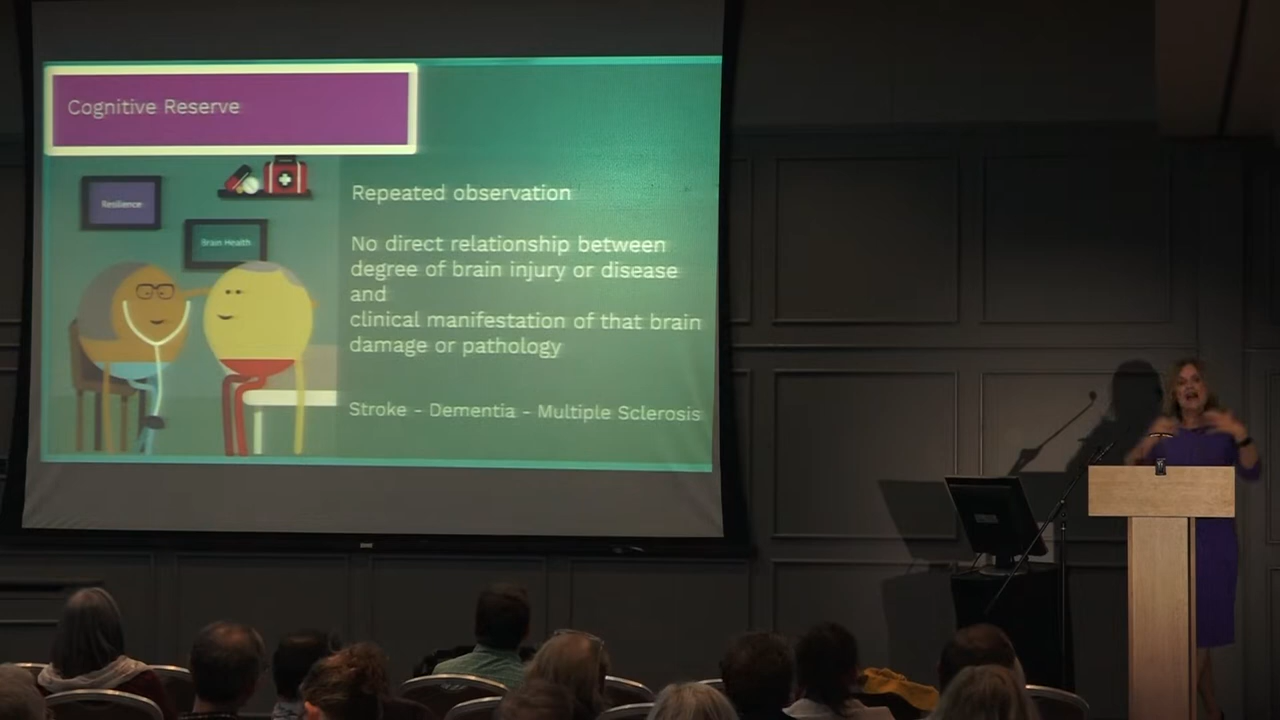 Cognitive Reserve
Resilience
Brain Health
Repeated observation
No direct relationship between
degree of brain injury or disease
and
clinical manifestation of that brain
damage or pathology
Stroke - Dementia - Multiple Sclerosis